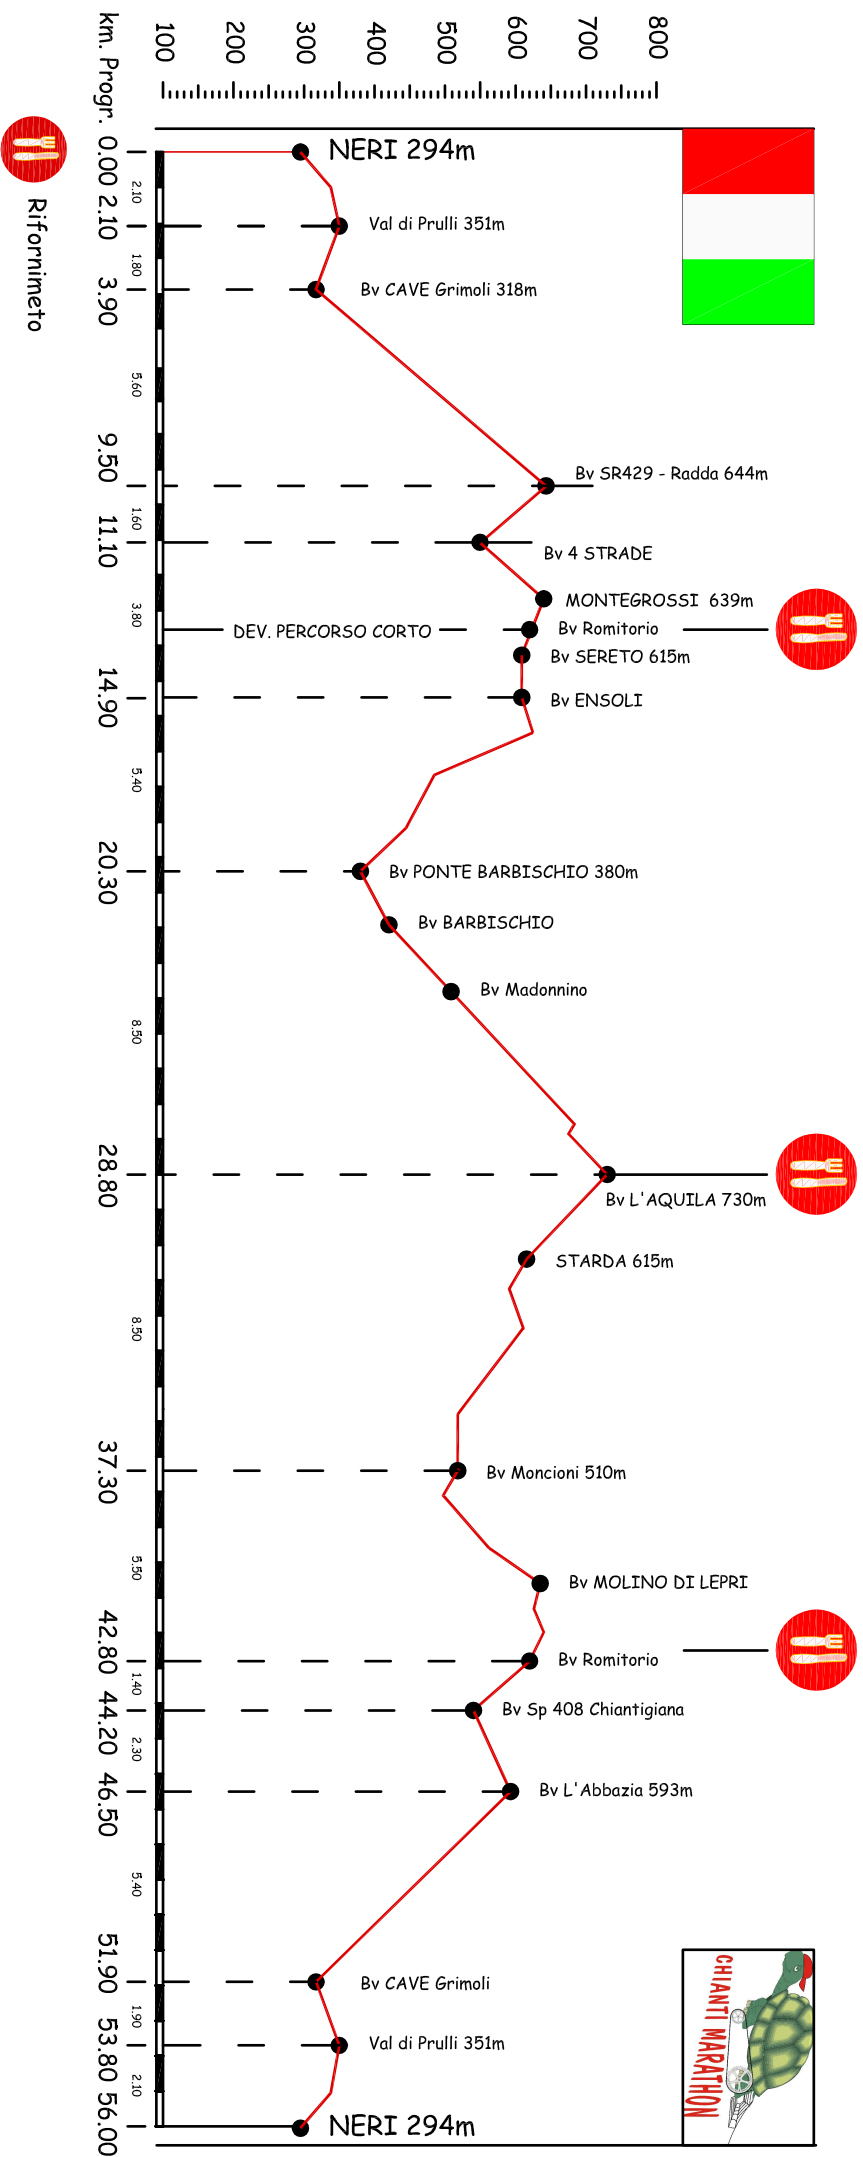 100 200 300 400 500 600 700 800
km. Progr.
Rifornimeto
0.00
NERI 294m
2.10
2.10
Val di Prulli 351m
1.80
3.90
Bv CAVE Grimoli 318m
5.60
9.50
Bv SR429 - Radda 644m
1.60
11.10
Bv 4 STRADE
MONTEGROSSI 639m
3.80
DEV. PERCORSO CORTO
Bv Romitorio
Bv SERETO 615m
14.90
Bv ENSOLI
5.40
20.30
Bv PONTE BARBISCHIO 380m
Bv BARBISCHIO
Bv Madonnino
8.50
28.80
Bv L'AQUILA 730m
STARDA 615m
8.50
37.30
Bv Moncioni 510m
5.50
Bv MOLINO DI LEPRI
42.80
Bv Romitorio
1.40
44.20
Bv Sp 408 Chiantigiana
2.30
46.50
Bv L'Abbazia 593m
5.40
51.90
Bv CAVE Grimoli
1.90
53.80
Val di Prulli 351m
2.10
56.00
NERI 294m
CHIANTI MARATHON